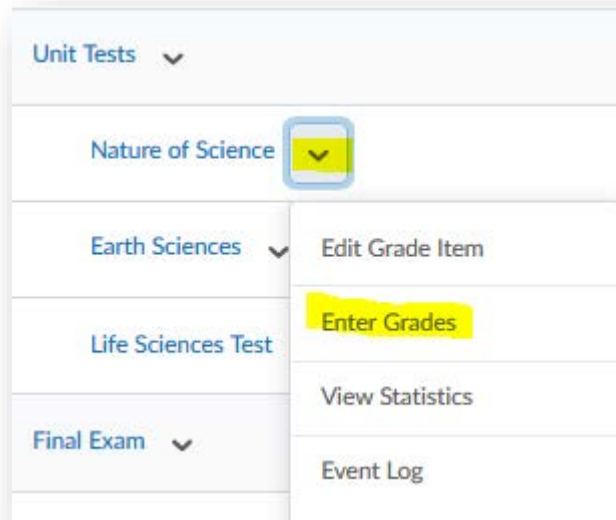 Unit Tests
Nature of Science
Earth Sciences
Life Sciences Test
Final Exam
Edit Grade Item
Enter Grades
View Statistics
Event Log